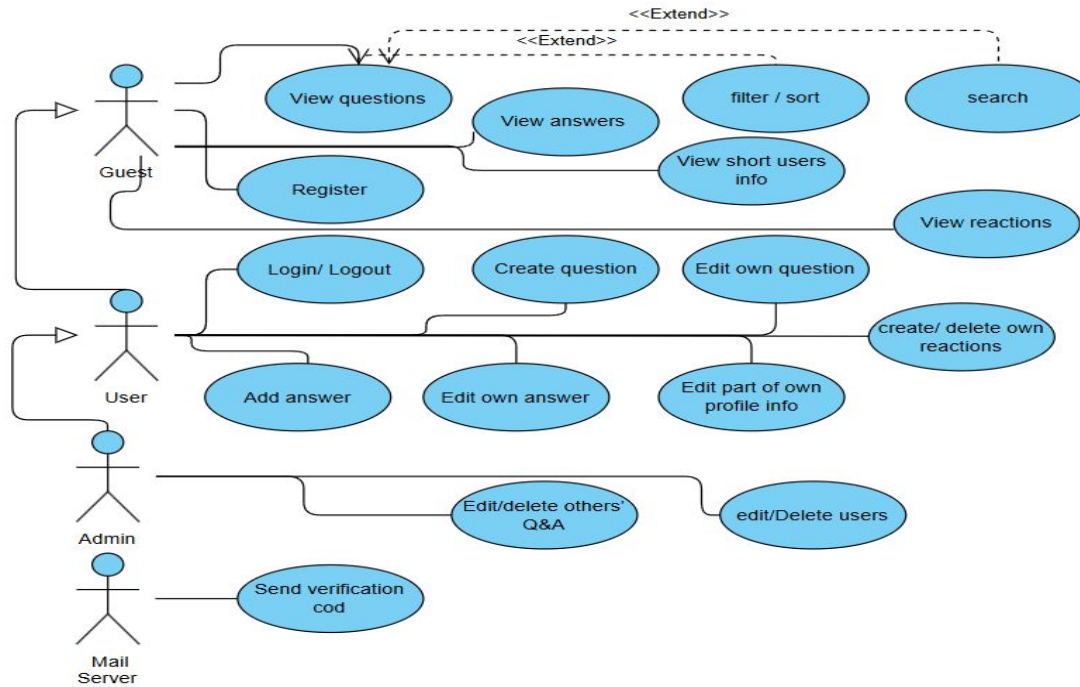 <<Extend>>
<<Extend>>
View questions
filter / sort
search
View answers
View short users
info
Guest
Register
View reactions
Login/ Logout
Create question
Edit own question
create/ delete own
reactions
User
Add answer
Edit own answer
Edit part of own
profile info
Edit/delete others'
Q&A
edit/Delete users
Admin
Send verification
cod
Mail
Server